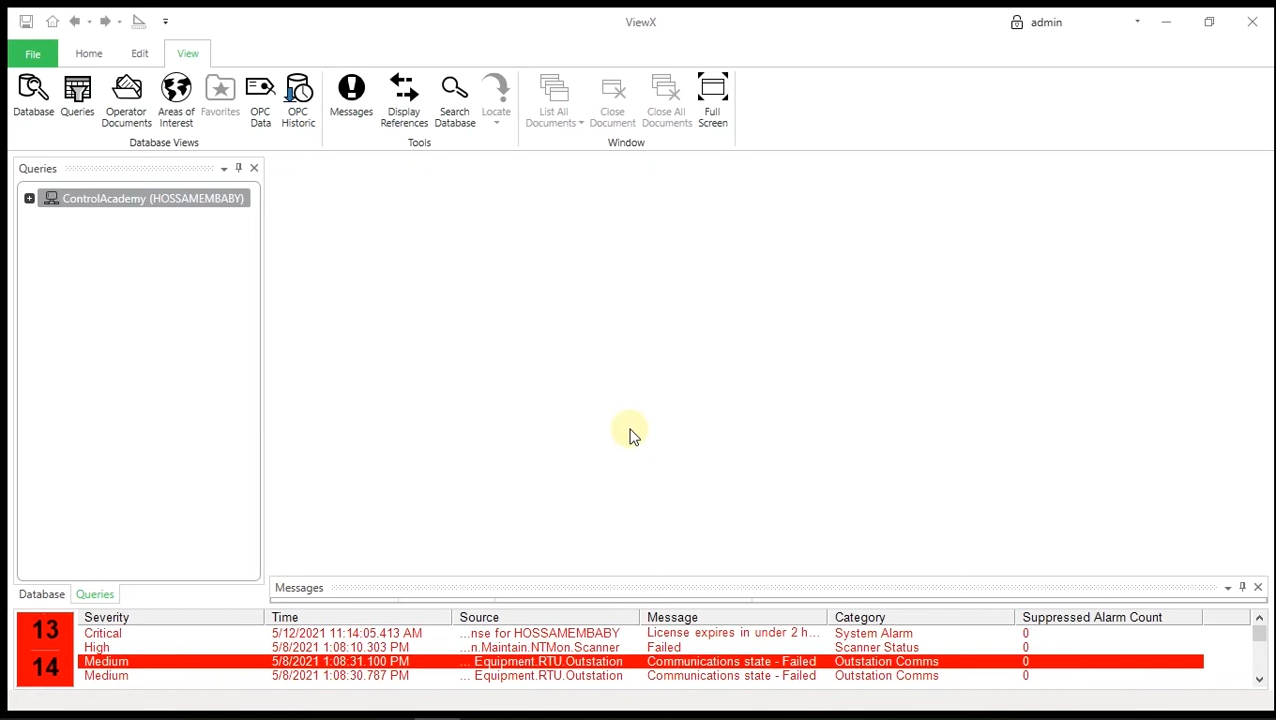 ViewX
admin
File Home Edit View
Database Queries Operator Documents Areas of Interest Favorites OPC Data OPC Historic Messages Display References Search Database Locate List All Documents Close Document Close All Documents Full Screen
Database Views Tools Window
Queries
ControlAcademy (HOSSAMEMBABY)
Database Queries
Messages
13
14
Severity Time Source Message Category Suppressed Alarm Count
Critical 5/12/2021 11:14:05.413 AM ...nse for HOSSAMEMBABY License expires in under 2 h... System Alarm 0
High 5/8/2021 1:08:10.303 PM ...n.Maintain.NTMon.Scanner Failed Scanner Status 0
Medium 5/8/2021 1:08:31.100 PM ... Equipment.RTU.Outstation Communications state - Failed Outstation Comms 0
Medium 5/8/2021 1:08:30.787 PM ... Equipment.RTU.Outstation Communications state - Failed Outstation Comms 0